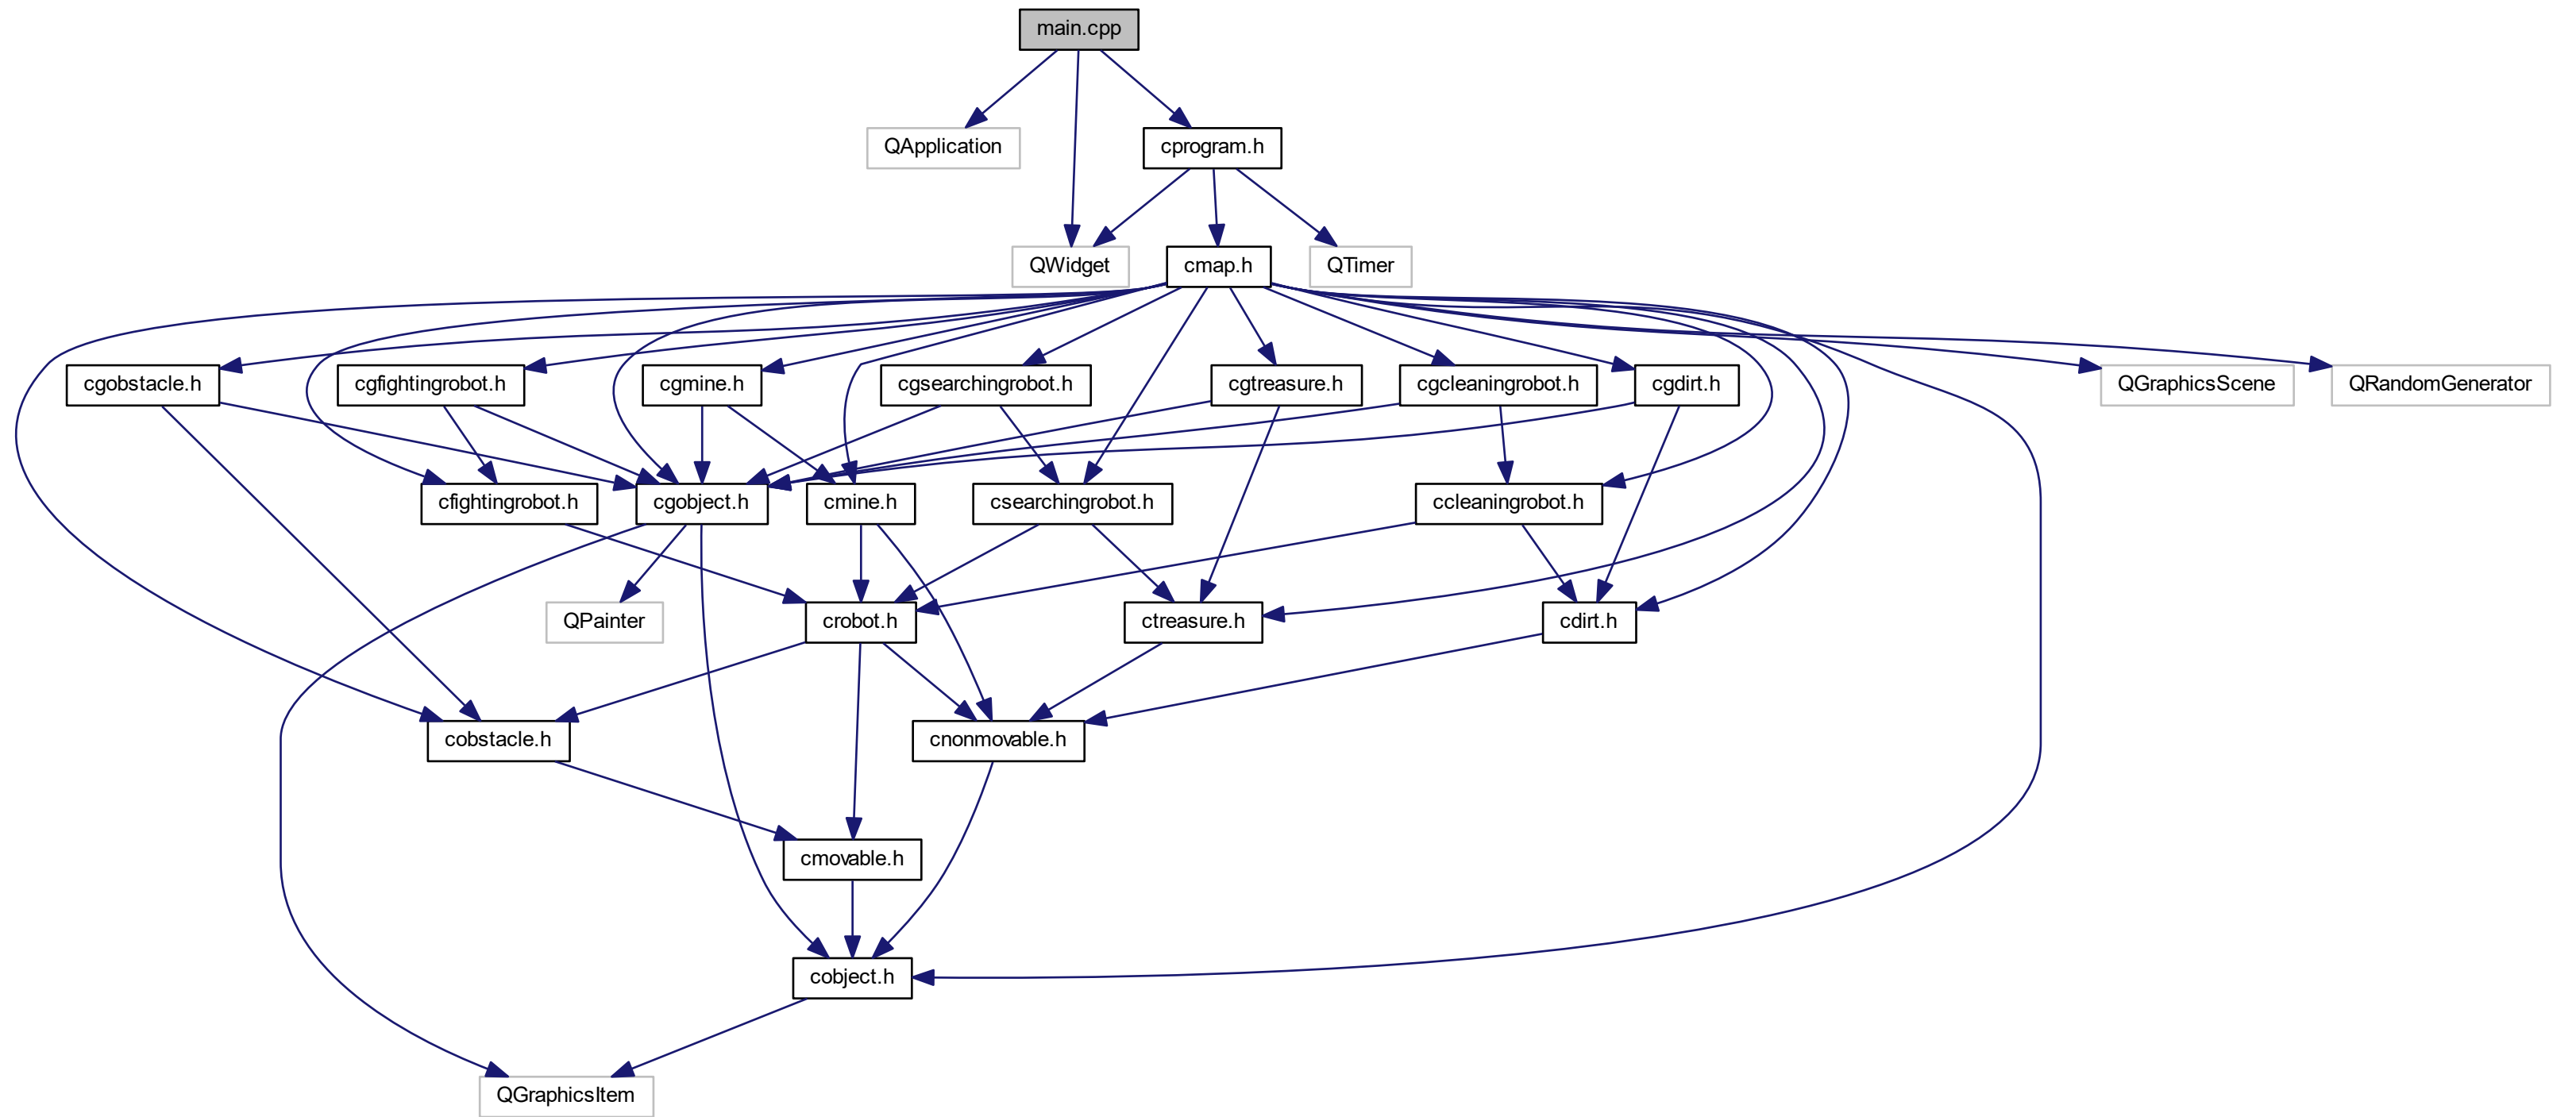 main.cpp
QApplication
cprogram.h
QWidget
cmap.h
QTimer
cgobstacle.h
cgfightingrobot.h
cgmine.h
cgsearchingrobot.h
cgtreasure.h
cgcleaningrobot.h
cgdirt.h
QGraphicsScene
QRandomGenerator
cfightingrobot.h
cgobject.h
cmine.h
csearchingrobot.h
ccleaningrobot.h
QPainter
crobot.h
ctreasure.h
cdirt.h
cobstacle.h
cnonmovable.h
cmovable.h
cobject.h
QGraphicsItem